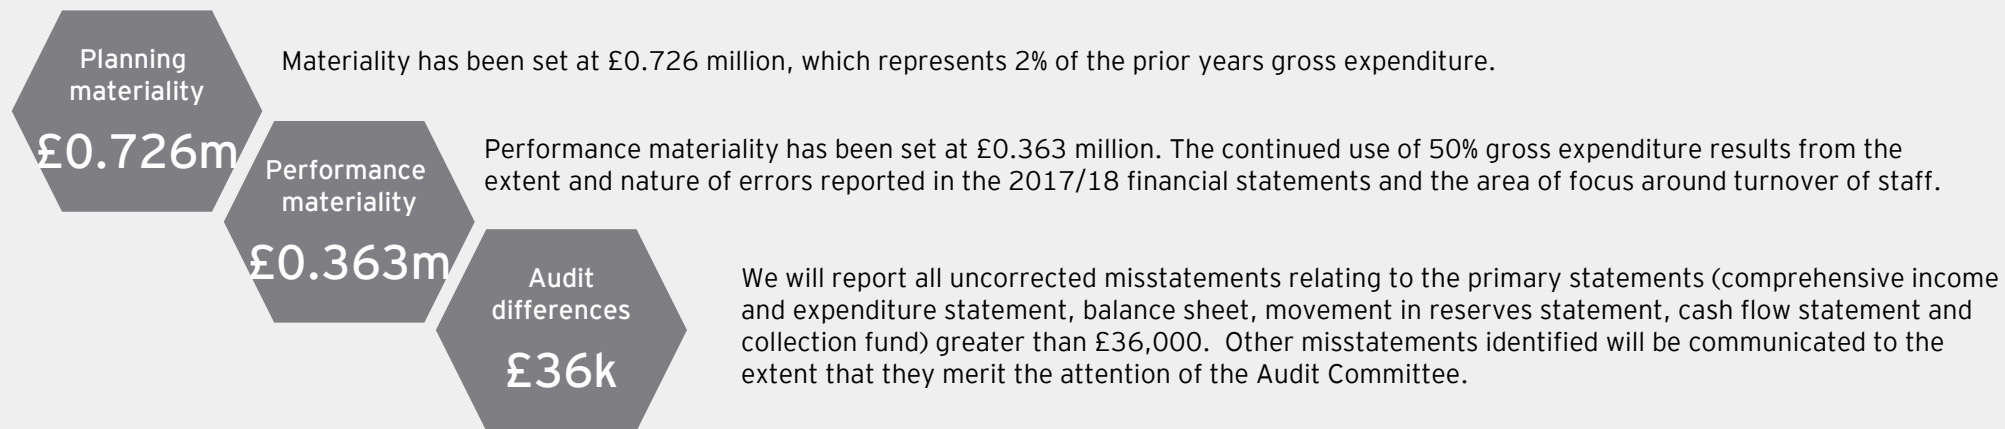 Planning
materiality
£0.726m
Materiality has been set at £0.726 million, which represents 2% of the prior years gross expenditure.
Performance
materiality
£0.363m
Performance materiality has been set at £0.363 million. The continued use of 50% gross expenditure results from the
extent and nature of errors reported in the 2017/18 financial statements and the area of focus around turnover of staff.
Audit
differences
£36k
We will report all uncorrected misstatements relating to the primary statements (comprehensive income
and expenditure statement, balance sheet, movement in reserves statement, cash flow statement and
collection fund) greater than £36,000.  Other misstatements identified will be communicated to the
extent that they merit the attention of the Audit Committee.